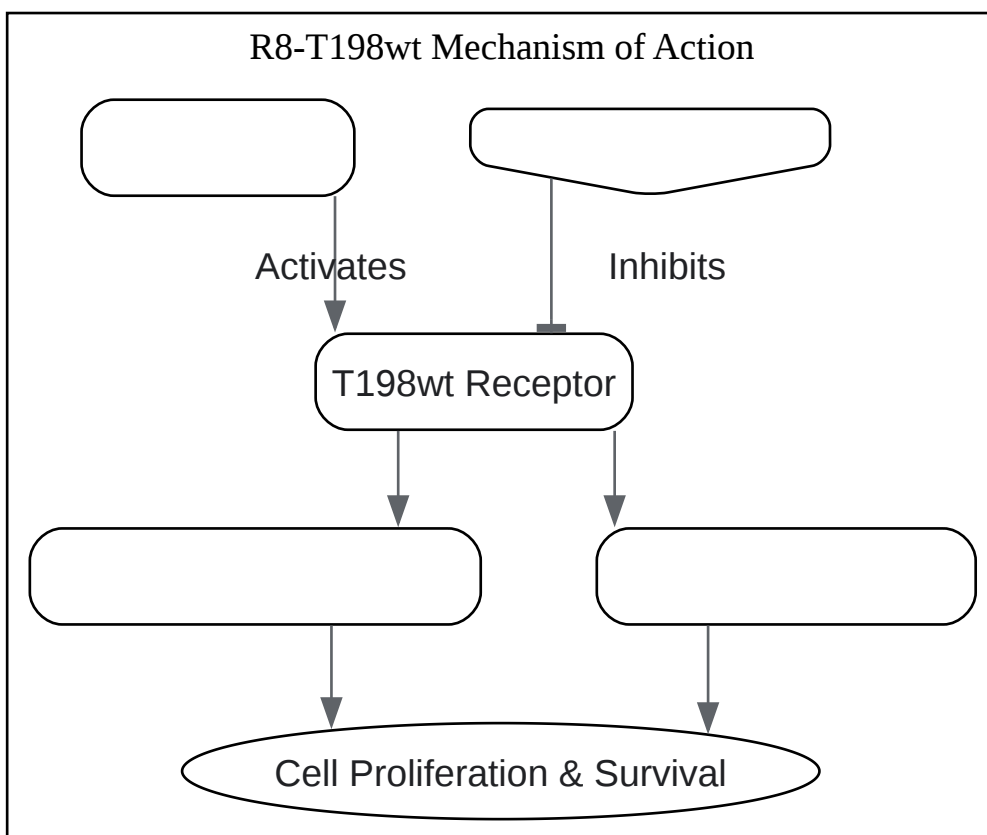 R8-T198wt Mechanism of Action
Activates
Inhibits
T198wt Receptor
Cell Proliferation & Survival